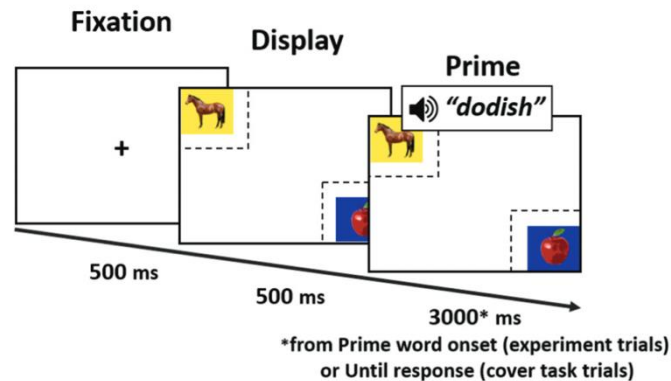 Fixation
Display
Prime
"dodish"
+
500 ms
500 ms
3000* ms
*from Prime word onset (experiment trials)
or Until response (cover task trials)